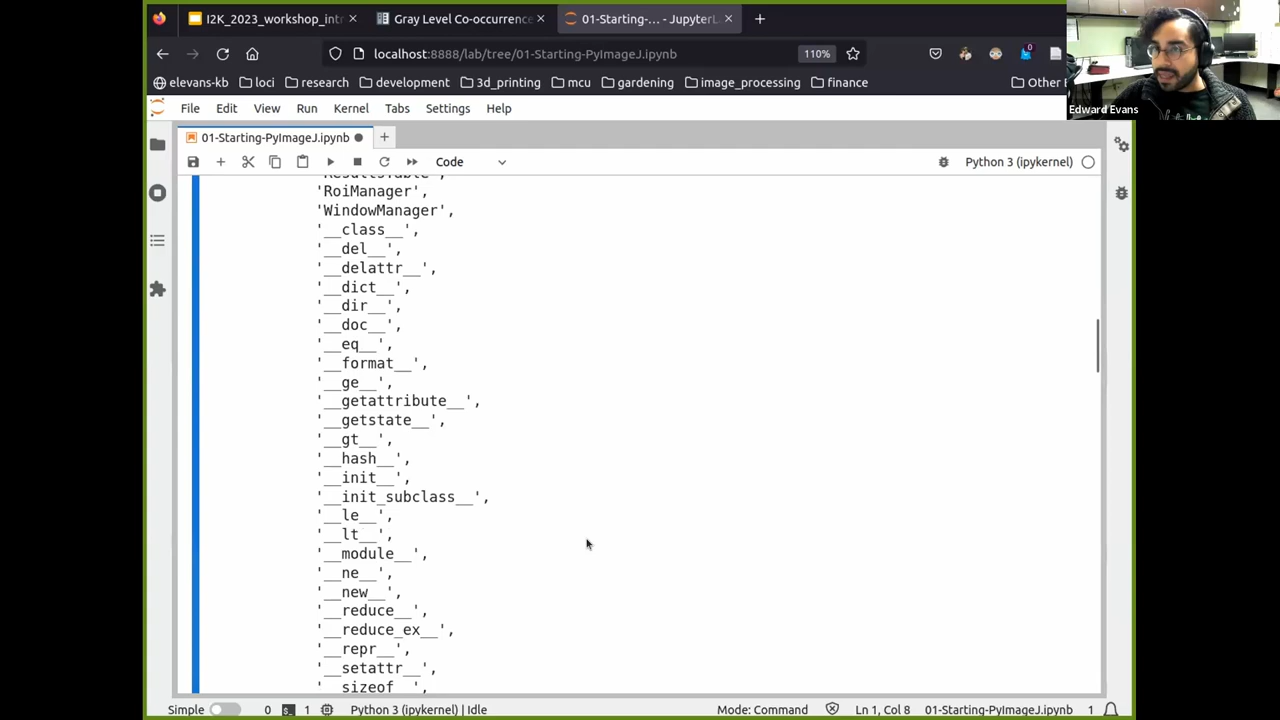 I2K_2023_workshop_intr
Gray Level Co-occurrence
01-Starting-... - JupyterL
localhost:8888/lab/tree/01-Starting-PyImageJ.ipynb
110%
0
elevans-kb
loci
research
3d_printing
mcu
gardening
image_processing
finance
Other
Edward Evans
File
Edit
View
Run
Kernel
Tabs
Settings
Help
01-Starting-PyImageJ.ipynb
Code
Python 3 (ipykernel)
'ResultsTable',
'RoiManager',
'WindowManager',
'__class__',
'__del__',
'__delattr__',
'__dict__',
'__dir__',
'__doc__',
'__eq__',
'__format__',
'__ge__',
'__getattribute__',
'__getstate__',
'__gt__',
'__hash__',
'__init__',
'__init_subclass__',
'__le__',
'__lt__',
'__module__',
'__ne__',
'__new__',
'__reduce__',
'__reduce_ex__',
'__repr__',
'__setattr__',
'__sizeof__',
Simple
0
1
Python 3 (ipykernel) | Idle
Mode: Command
Ln 1, Col 8
01-Starting-PyImageJ.ipynb
1